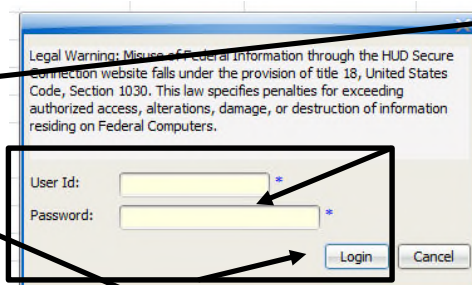 Legal Warning: Misuse of Federal Information through the HUD Secure
Connection website falls under the provision of title 18, United States
Code, Section 1030. This law specifies penalties for exceeding
authorized access, alterations, damage, or destruction of information
residing on Federal Computers.
User Id: *
Password: *
Login Cancel